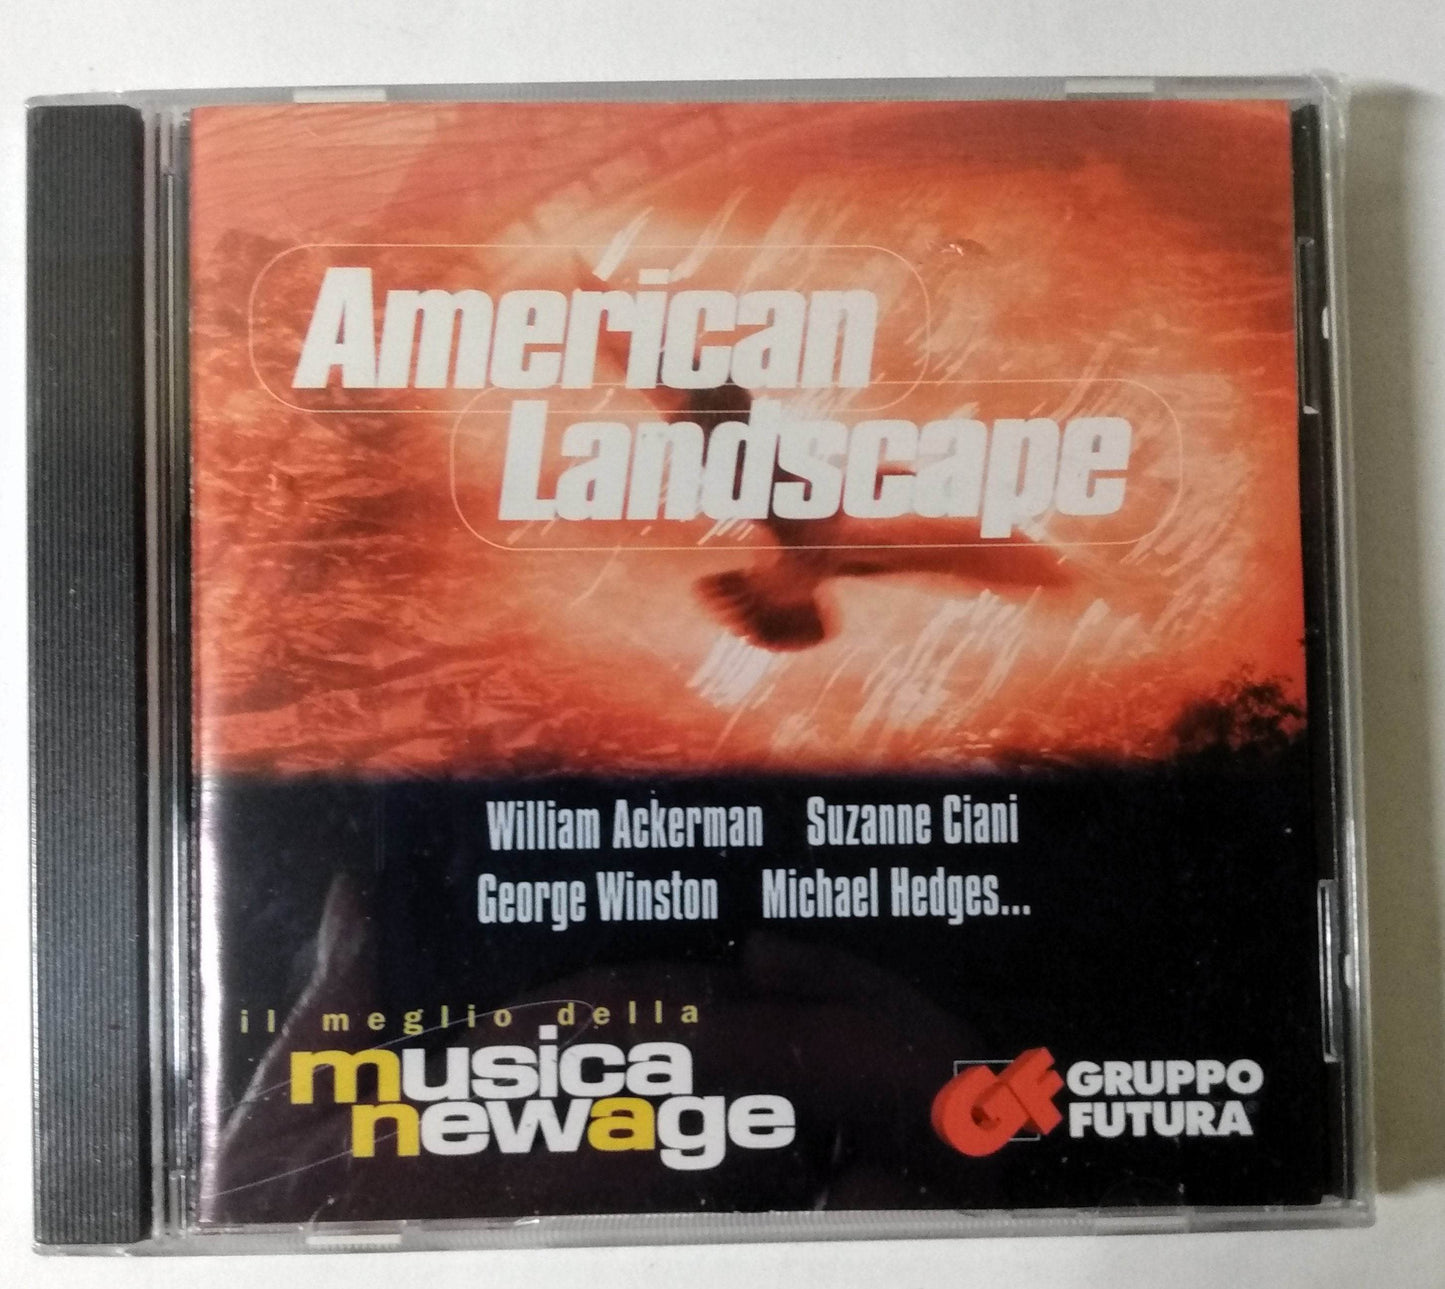 American
Landscape
William Ackerman Suzanne Ciani
George Winston Michael Hedges...
il meglio della
musica
newage
GF GRUPPO
FUTURA